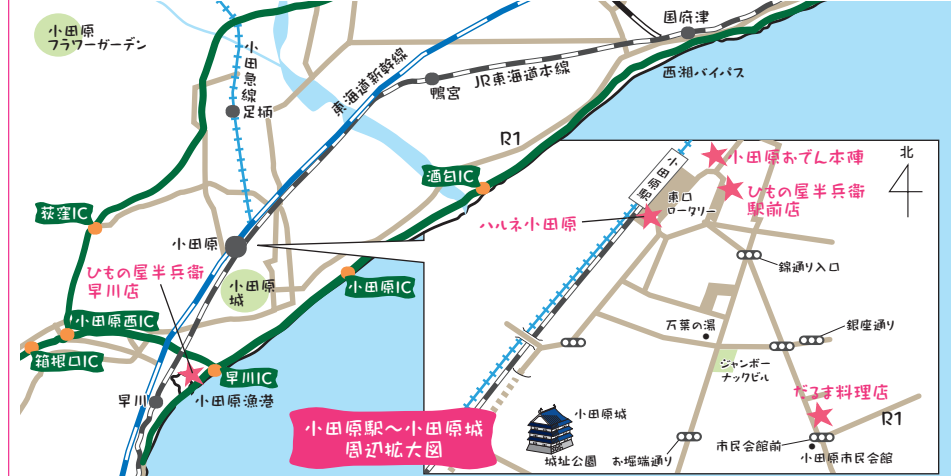 小田原
フラワーガーデン
小田急線
足柄
東海道新幹線
鴨宮
JR東海道本線
国府津
西湘バイパス
R1
酒匂IC
荻窪IC
小田原
ひもの屋半兵衛
早川店
小田原
城
小田原IC
小田原西IC
箱根口IC
早川IC
早川
小田原漁港
小田原駅～小田原城
周辺拡大図
北
小田原駅
東口
ロータリー
小田原おでん本陣
ひもの屋半兵衛
駅前店
ハルネ小田原
錦通り入口
万葉の湯
銀座通り
ジャンボー
ナックビル
だるま料理店
R1
小田原城
城址公園
お堀端通り
市民会館前
小田原市民会館